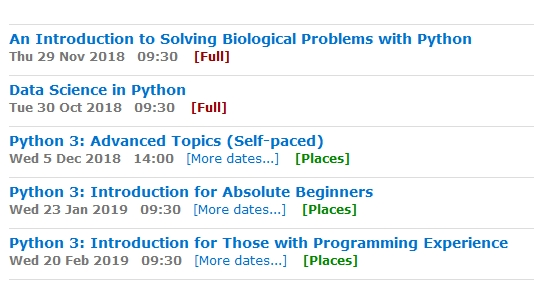 An Introduction to Solving Biological Problems with Python
Thu 29 Nov 2018 09:30 [Full]
Data Science in Python
Tue 30 Oct 2018 09:30 [Full]
Python 3: Advanced Topics (Self-paced)
Wed 5 Dec 2018 14:00 [More dates...] [Places]
Python 3: Introduction for Absolute Beginners
Wed 23 Jan 2019 09:30 [More dates...] [Places]
Python 3: Introduction for Those with Programming Experience
Wed 20 Feb 2019 09:30 [More dates...] [Places]